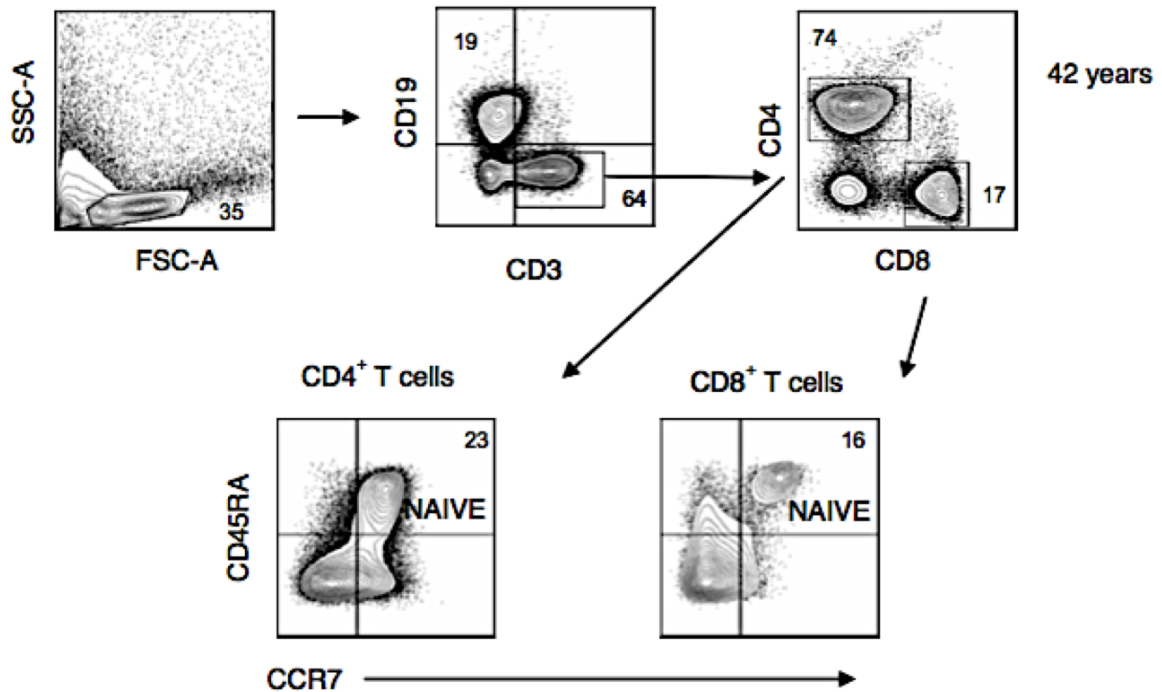 SSC-A
35
FSC-A
19
CD19
64
CD3
74
CD4
17
CD8
42 years
CD4+ T cells
CD8+ T cells
CD45RA
23
NAIVE
16
NAIVE
CCR7